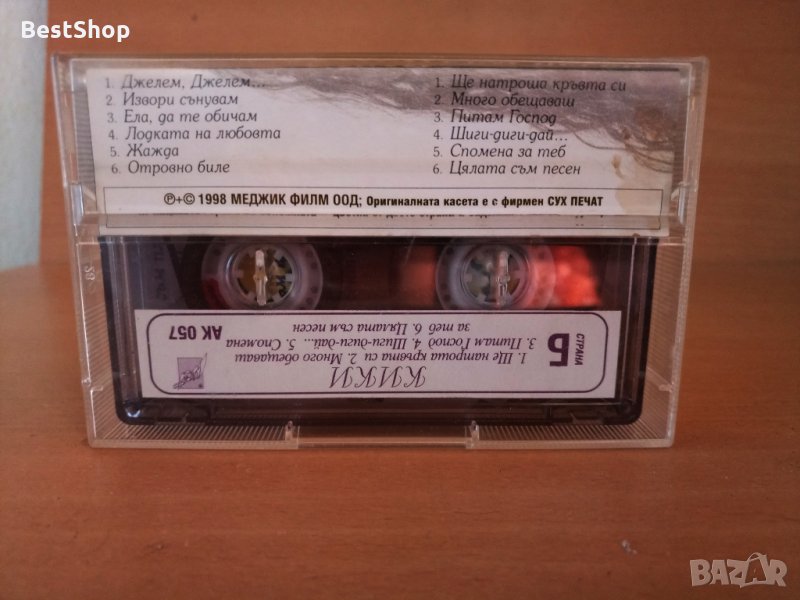 BestShop
1. Джелем, Джелем...
2. Извори сънувам
3. Ела, да те обичам
4. Лодката на любовта
5. Жажда
6. Отровно биле
1. Ще натроша кръвта си
2. Много обещаваш
3. Питам Господ
4. Шиги-диги-дай...
5. Спомена за теб
6. Цялата съм песен
℗+© 1998 МЕДЖИК ФИЛМ ООД; Оригиналната касета е с фирмен СУХ ПЕЧАТ
КИКИ
СТРАНА
Б
1. Ще натроша кръвта си 2. Много обещаваш
3. Питам Господ 4. Шиги-диги-дай... 5. Спомена
за теб 6. Цялата съм песен
АК 057
BAZAR